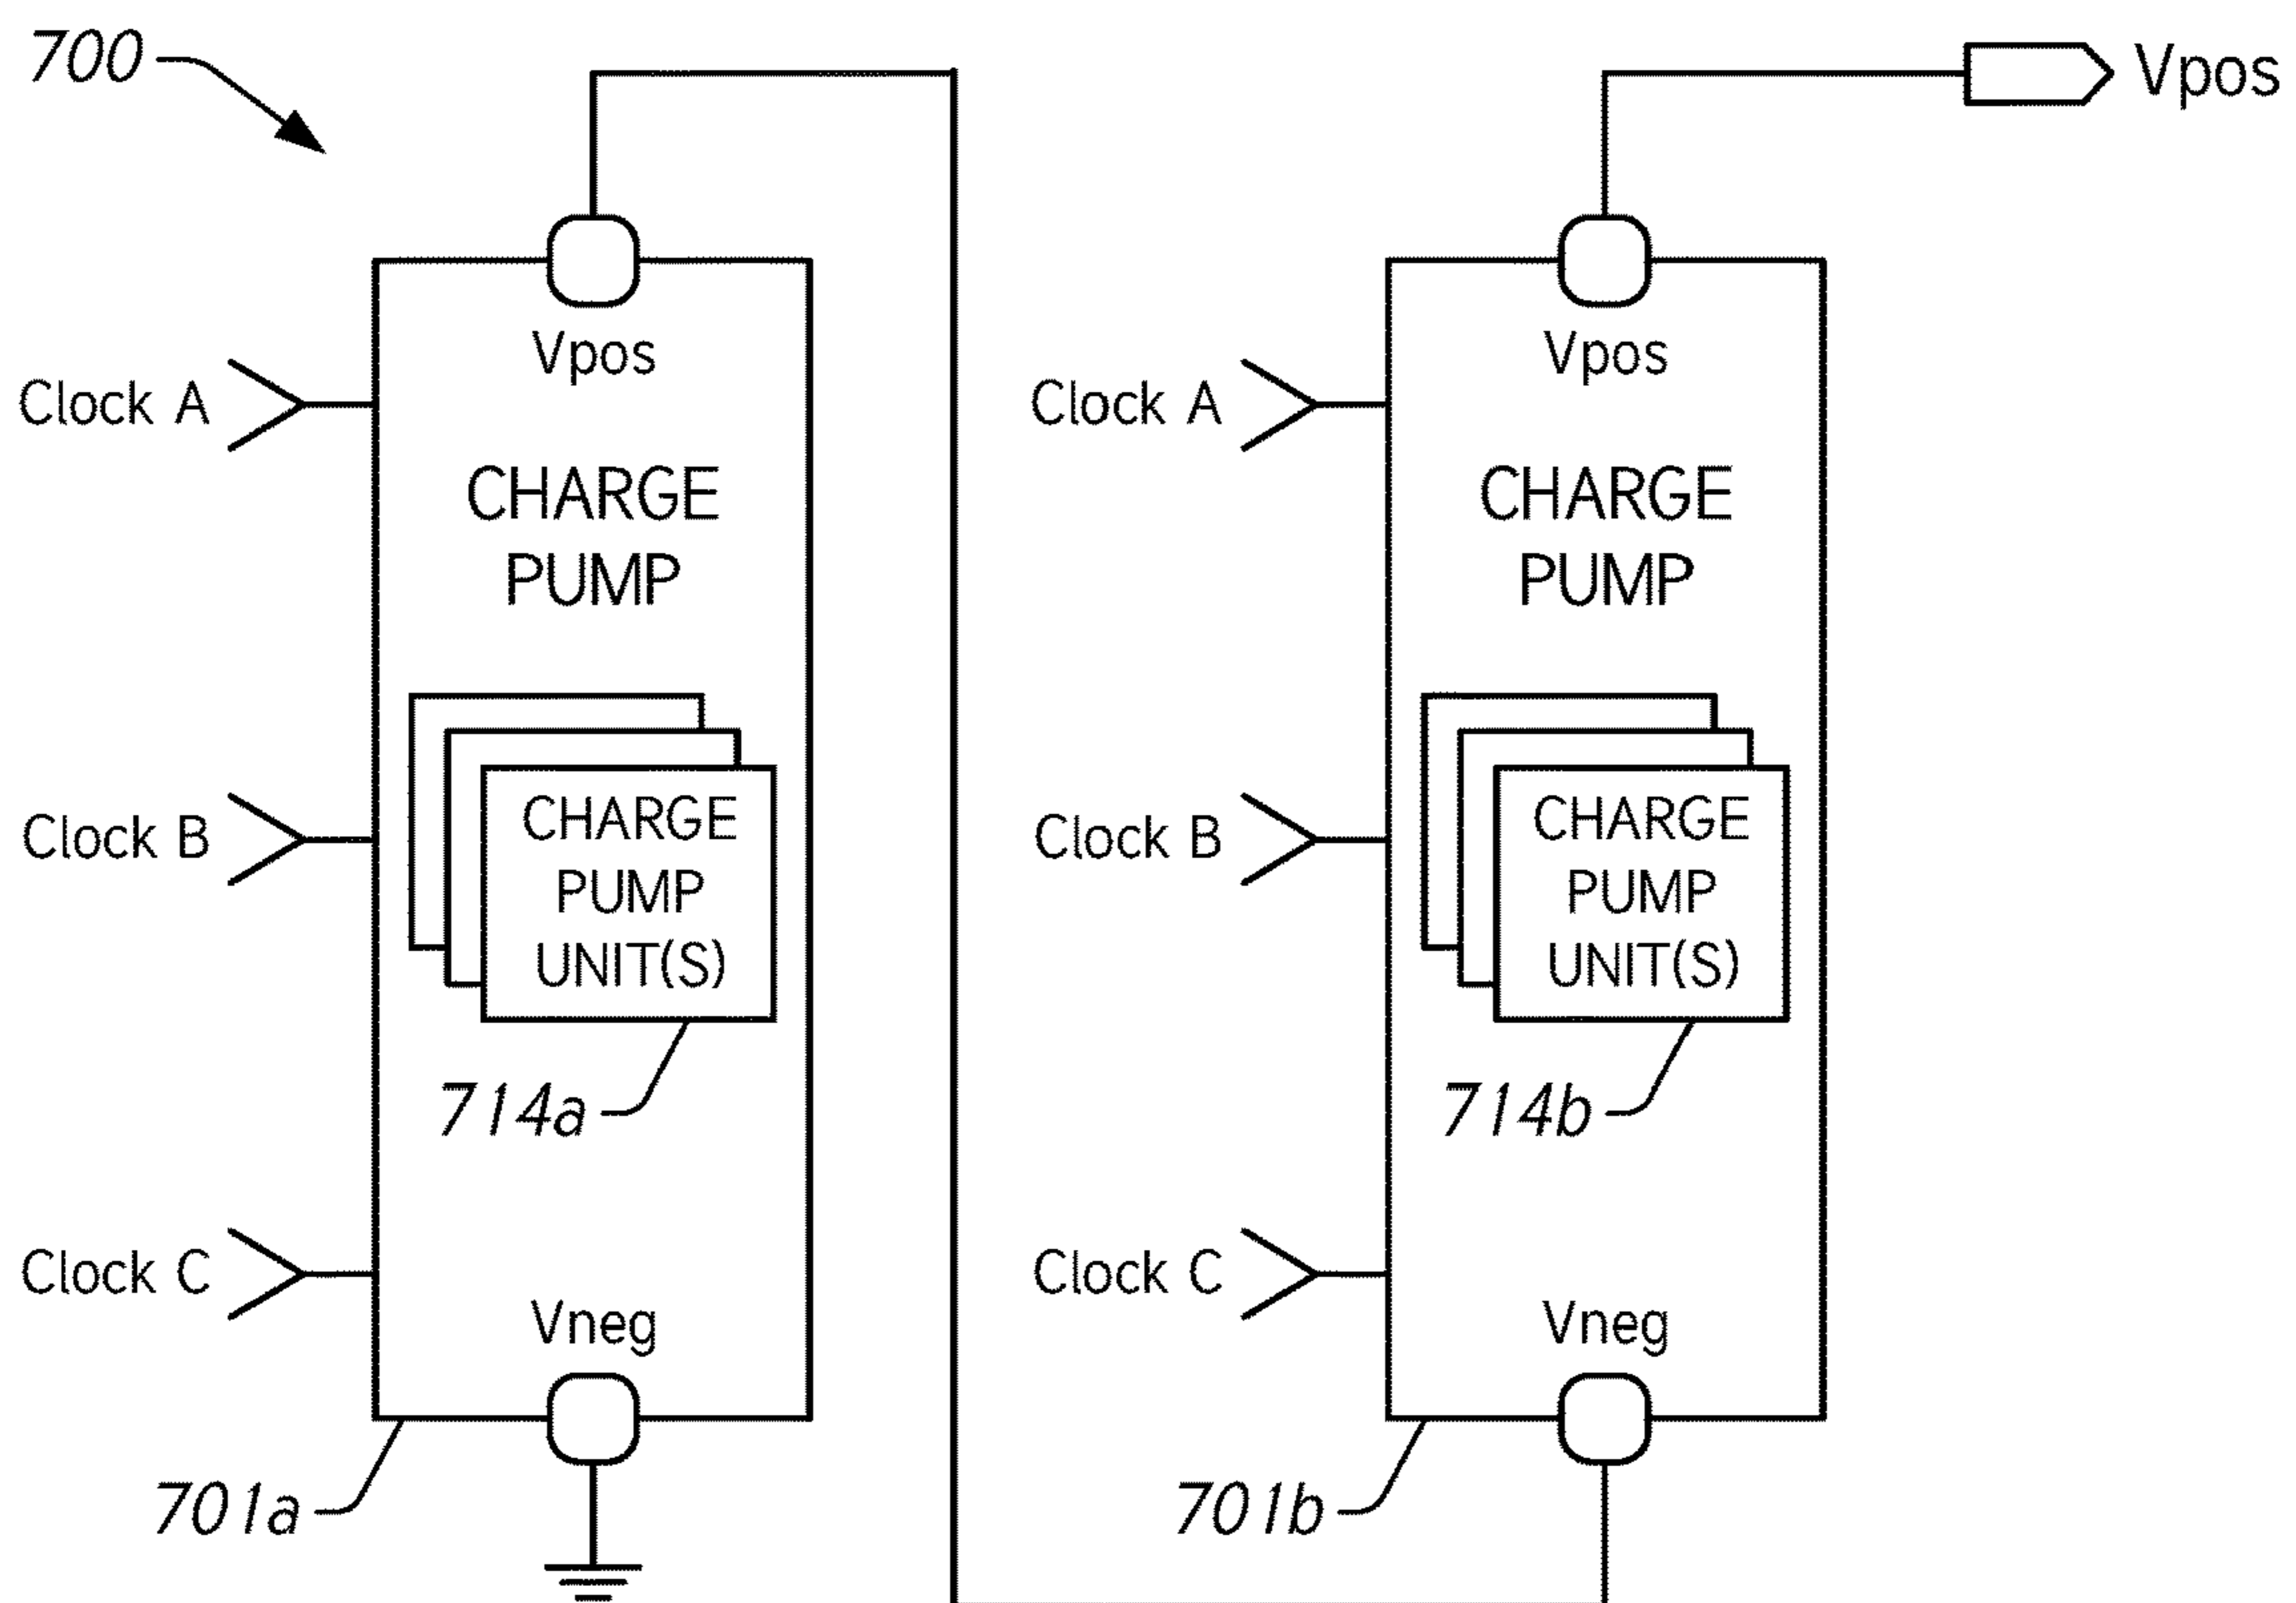 700
Vpos
Vpos
Vpos
Clock A
Clock A
CHARGE
PUMP
CHARGE
PUMP
Clock B
CHARGE
PUMP
UNIT(S)
Clock B
CHARGE
PUMP
UNIT(S)
714a
714b
Clock C
Clock C
Vneg
Vneg
701a
701b